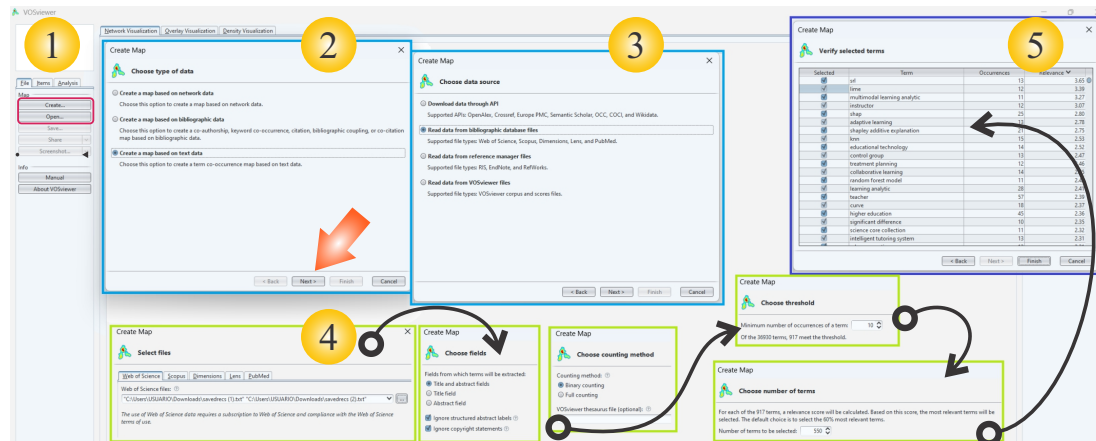 VOSviewer
1
File Items Analysis
Map
Create...
Open...
Save...
Share
Screenshot...
Info
Manual
About VOSviewer
Network Visualization Overlay Visualization Density Visualization
2
Create Map
Choose type of data
Create a map based on network data
Choose this option to create a map based on network data.
Create a map based on bibliographic data
Choose this option to create a co-authorship, keyword co-occurrence, citation, bibliographic coupling, or co-citation
map based on bibliographic data.
Create a map based on text data
Choose this option to create a term co-occurrence map based on text data.
< Back Next > Finish Cancel
3
Create Map
Choose data source
Download data through API
Supported APIs: OpenAlex, Crossref, Europe PMC, Semantic Scholar, OCC, COCI, and Wikidata.
Read data from bibliographic database files
Supported file types: Web of Science, Scopus, Dimensions, Lens, and PubMed.
Read data from reference manager files
Supported file types: RIS, EndNote, and RefWorks.
Read data from VOSviewer files
Supported file types: VOSviewer corpus and scores files.
< Back Next > Finish Cancel
4
Create Map
Select files
Web of Science Scopus Dimensions Lens PubMed
Web of Science files:
"C:\Users\USUARIO\Downloads\savedrecs (1).txt" "C:\Users\USUARIO\Downloads\savedrecs (2).txt"
The use of Web of Science data requires a subscription to Web of Science and compliance with the Web of Science
terms of use.
Create Map
Choose fields
Fields from which terms will be extracted:
Title and abstract fields
Title field
Abstract field
Ignore structured abstract labels
Ignore copyright statements
Create Map
Choose counting method
Counting method:
Binary counting
Full counting
VOSviewer thesaurus file (optional):
Create Map
Choose threshold
Minimum number of occurrences of a term: 10
Of the 36930 terms, 917 meet the threshold.
Create Map
Choose number of terms
For each of the 917 terms, a relevance score will be calculated. Based on this score, the most relevant terms will be
selected. The default choice is to select the 60% most relevant terms.
Number of terms to be selected: 550
5
Create Map
Verify selected terms
Selected Term Occurrences Relevance
srl 13 3.65
lime 12 3.39
multimodal learning analytic 11 3.27
instructor 12 3.07
shap 25 2.80
adaptive learning 13 2.78
shapley additive explanation 21 2.75
knn 15 2.53
educational technology 14 2.52
control group 13 2.47
treatment planning 12 2.46
collaborative learning 14
random forest model 11
learning analytic 28
teacher 57 2.39
curve 18 2.37
higher education 45 2.36
significant difference 10 2.35
science core collection 11 2.32
intelligent tutoring system 13 2.31
< Back Next > Finish Cancel